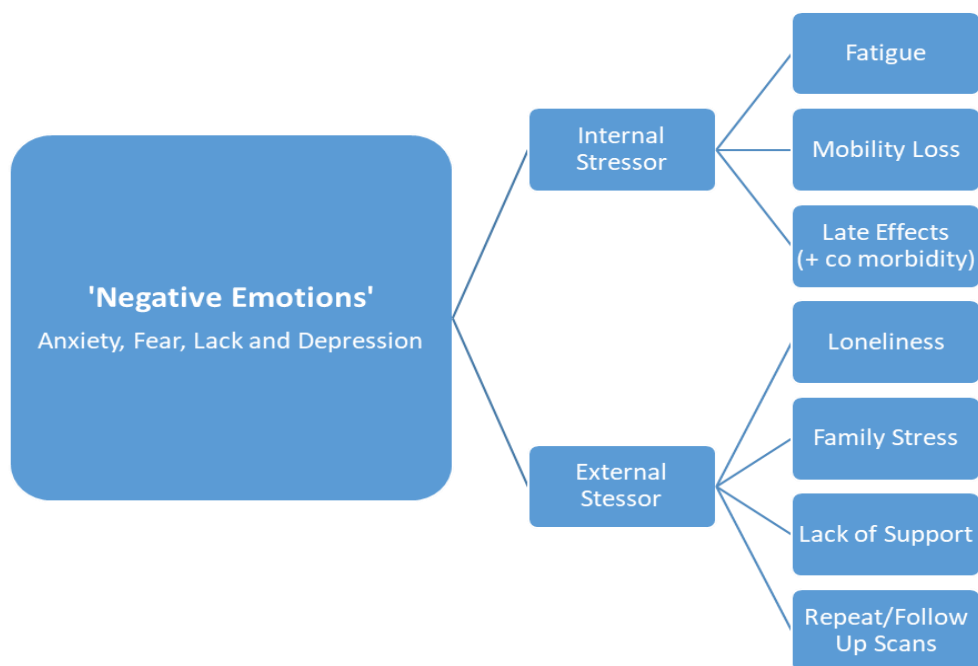 'Negative Emotions'
Anxiety, Fear, Lack and Depression
Internal
Stressor
Fatigue
Mobility Loss
Late Effects
(+ co morbidity)
External
Stessor
Loneliness
Family Stress
Lack of Support
Repeat/Follow
Up Scans